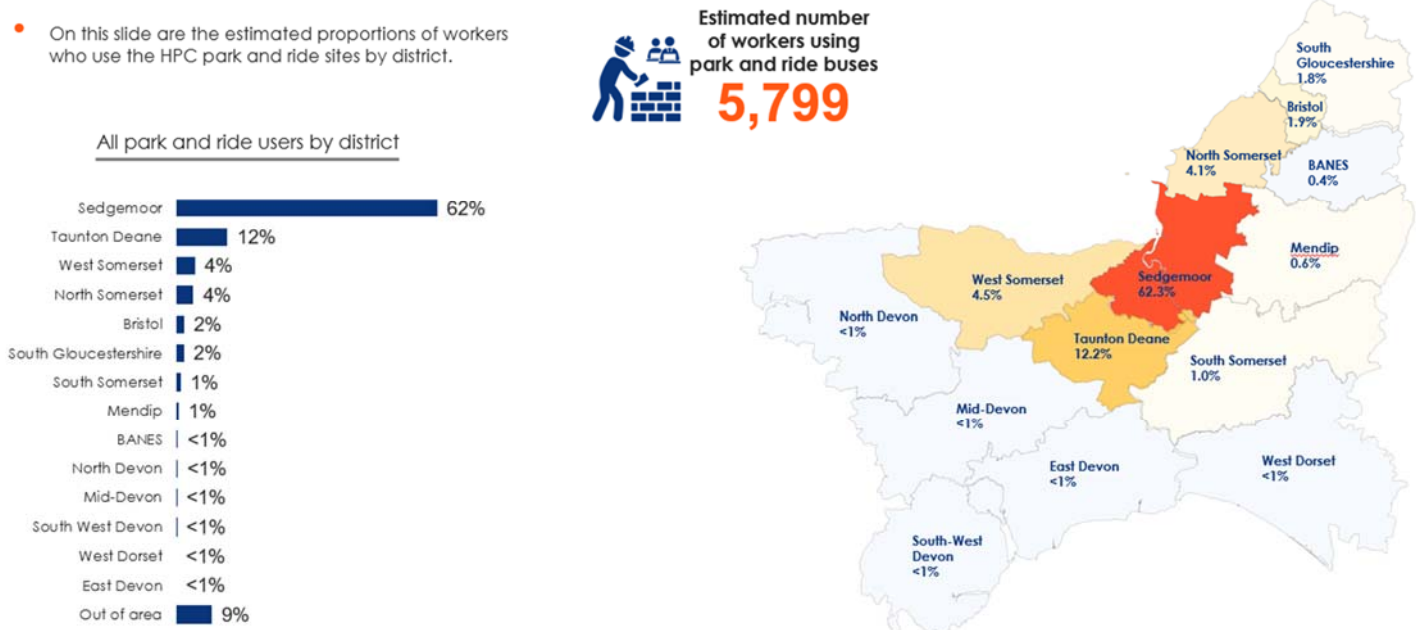 On this slide are the estimated proportions of workers
who use the HPC park and ride sites by district.
Estimated number
of workers using
park and ride buses
5,799
All park and ride users by district
Sedgemoor 62%
Taunton Deane 12%
West Somerset 4%
North Somerset 4%
Bristol 2%
South Gloucestershire 2%
South Somerset 1%
Mendip 1%
BANES <1%
North Devon <1%
Mid-Devon <1%
South West Devon <1%
West Dorset <1%
East Devon <1%
Out of area 9%
South
Gloucestershire
1.8%
Bristol
1.9%
North Somerset
4.1%
BANES
0.4%
Mendip
0.6%
Sedgemoor
62.3%
West Somerset
4.5%
North Devon
<1%
Taunton Deane
12.2%
South Somerset
1.0%
Mid-Devon
<1%
East Devon
<1%
West Dorset
<1%
South-West
Devon
<1%